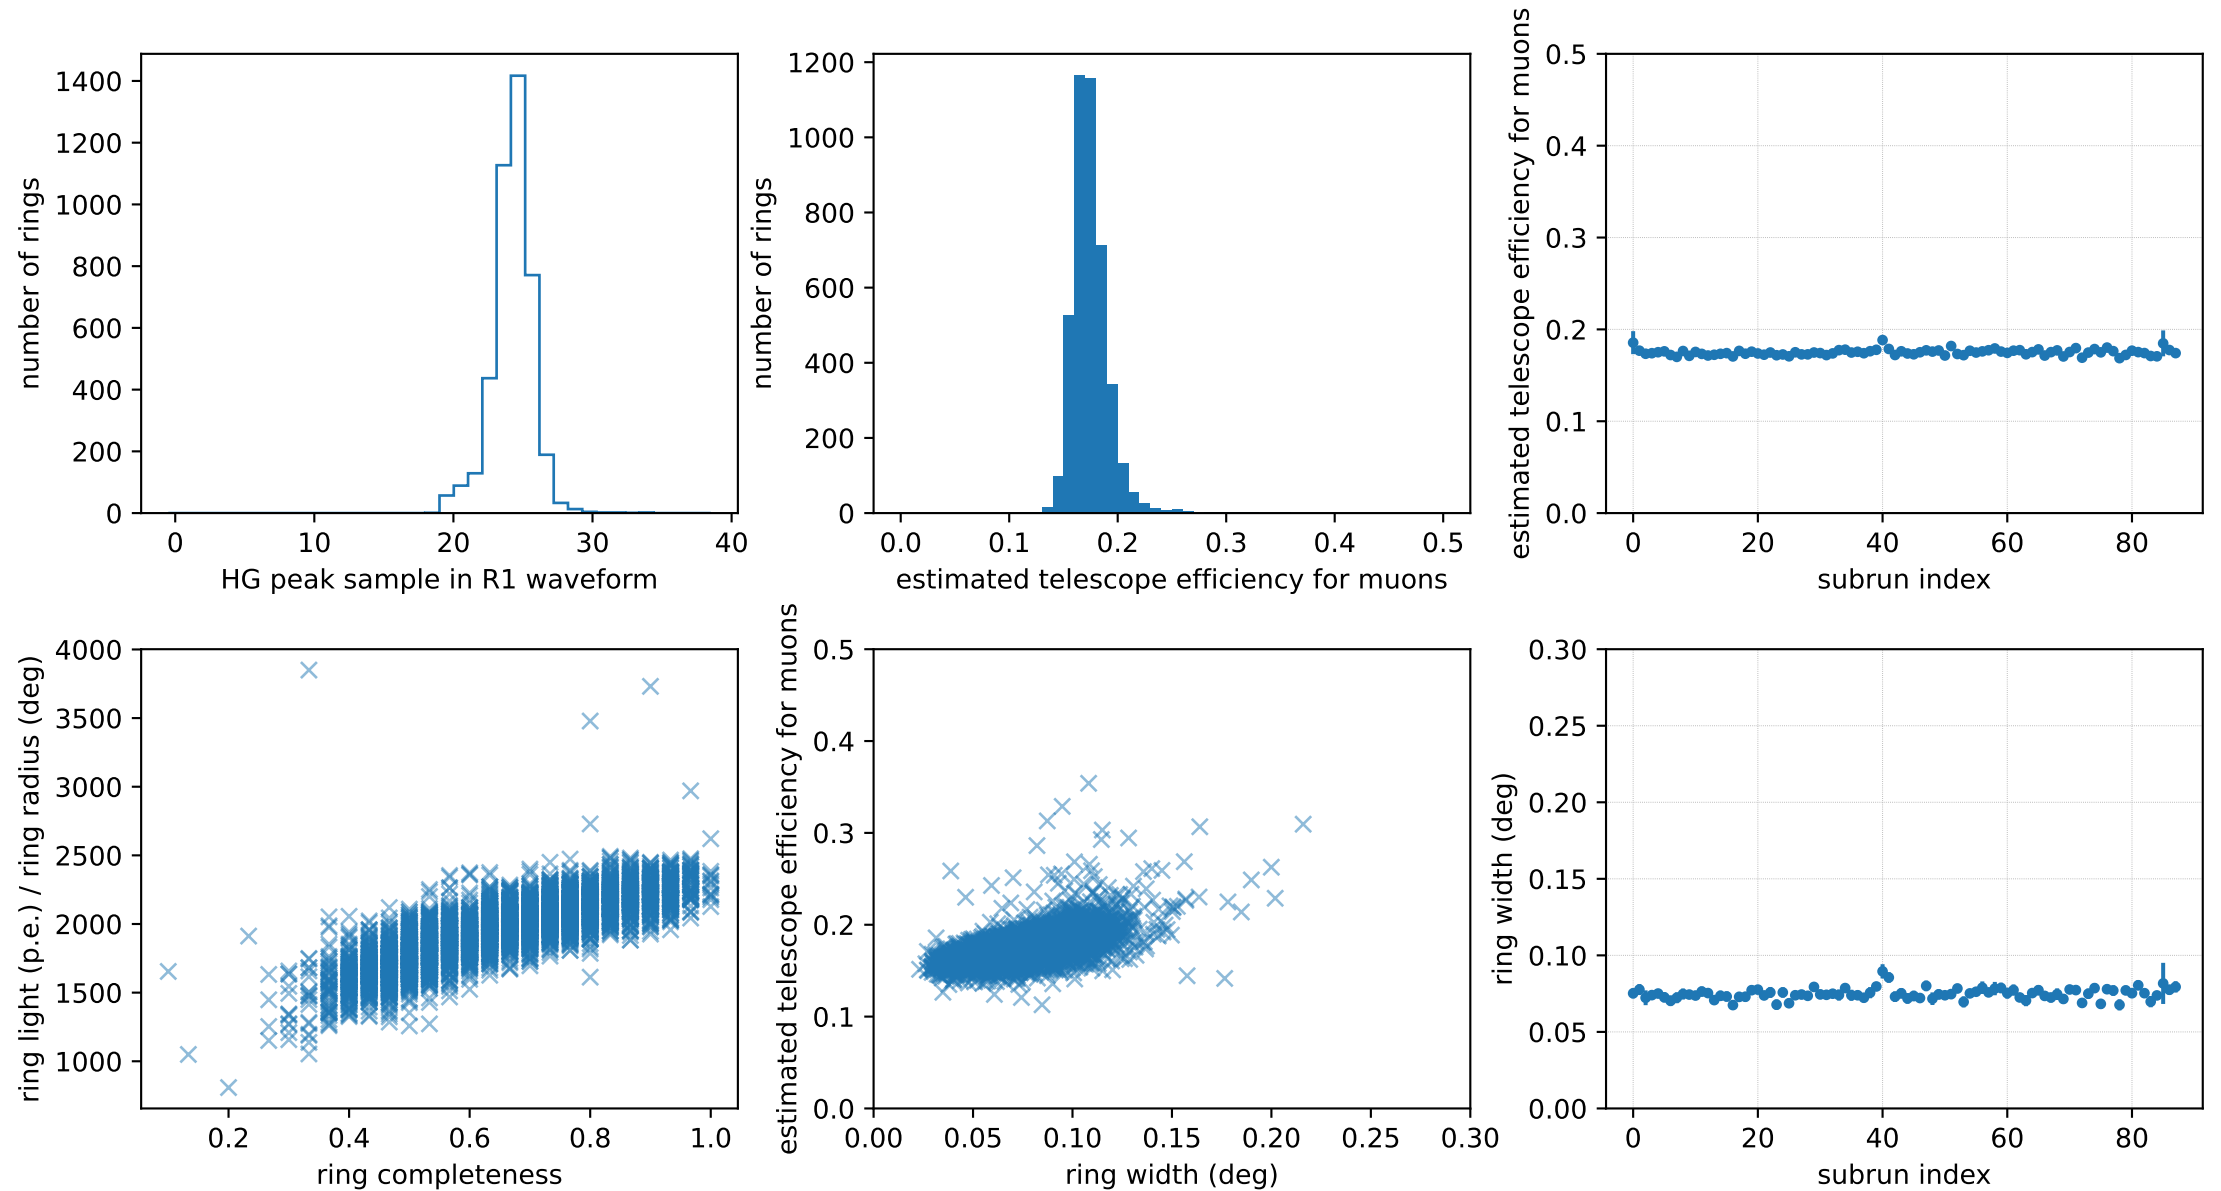 1400
1200
1000
800
600
400
200
0
number of rings
0 10 20 30 40
HG peak sample in R1 waveform
1200
1000
800
600
400
200
0
number of rings
0.0 0.1 0.2 0.3 0.4 0.5
estimated telescope efficiency for muons
0.5
0.4
0.3
0.2
0.1
0.0
estimated telescope efficiency for muons
0 20 40 60 80
subrun index
4000
3500
3000
2500
2000
1500
1000
ring light (p.e.) / ring radius (deg)
0.2 0.4 0.6 0.8 1.0
ring completeness
0.5
0.4
0.3
0.2
0.1
0.0
estimated telescope efficiency for muons
0.00 0.05 0.10 0.15 0.20 0.25 0.30
ring width (deg)
0.30
0.25
0.20
0.15
0.10
0.05
0.00
ring width (deg)
0 20 40 60 80
subrun index